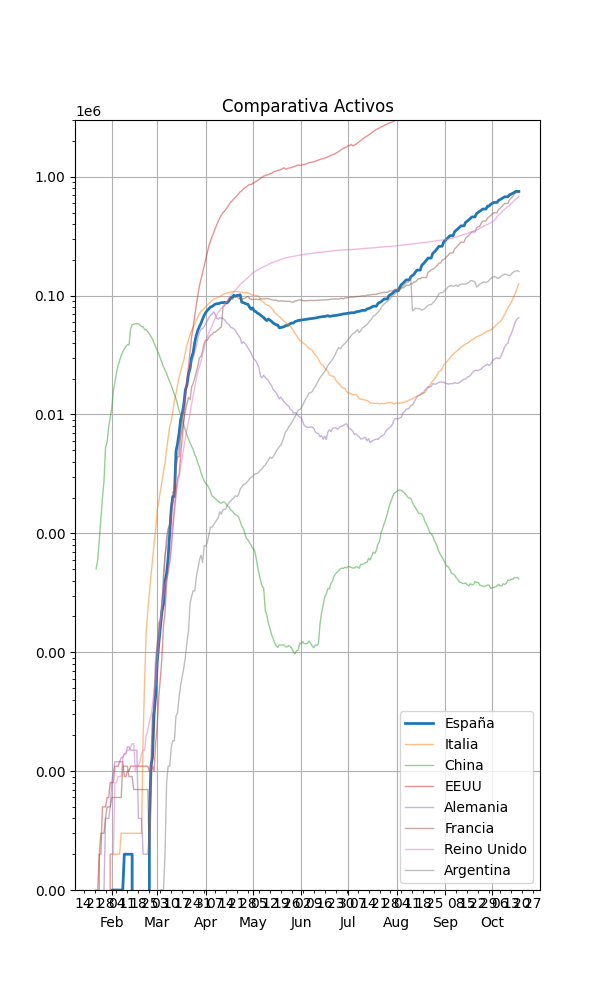 Comparativa Activos
1e6
1.00
0.10
0.01
0.00
0.00
0.00
0.00
España
Italia
China
EEUU
Alemania
Francia
Reino Unido
Argentina
Feb Mar Apr May Jun Jul Aug Sep Oct